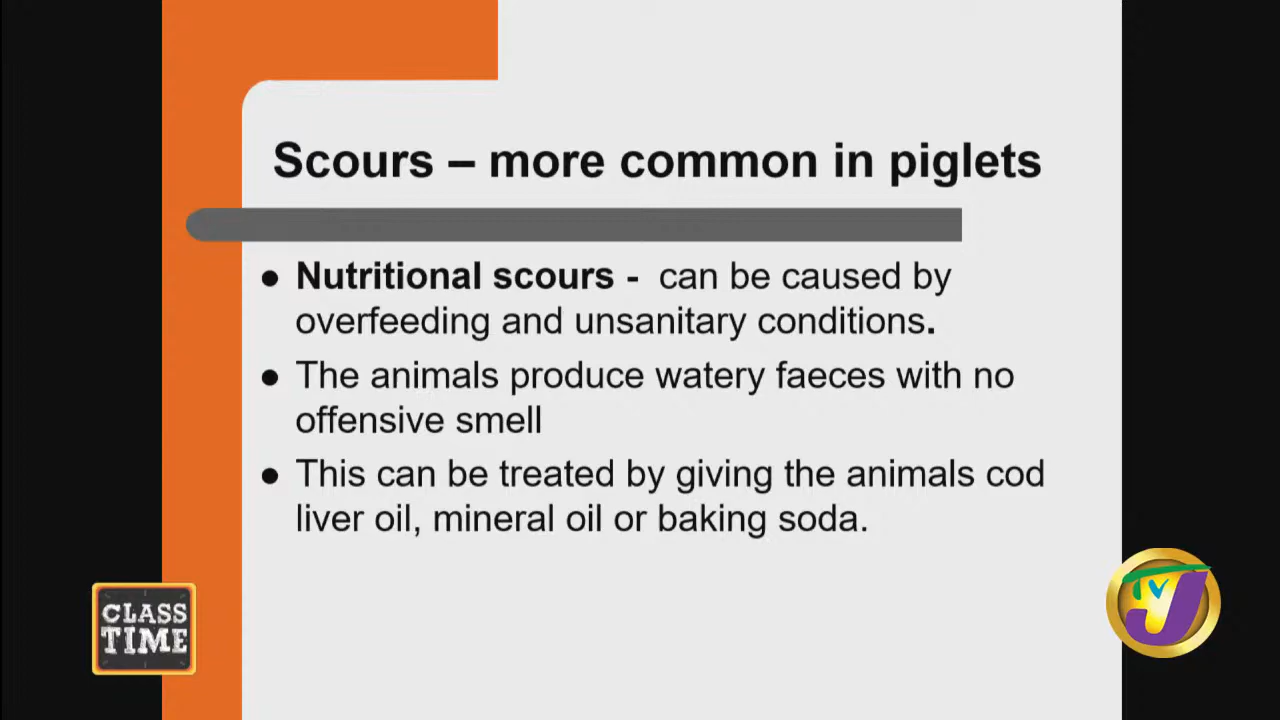 Scours – more common in piglets
● Nutritional scours - can be caused by
overfeeding and unsanitary conditions.
● The animals produce watery faeces with no
offensive smell
● This can be treated by giving the animals cod
liver oil, mineral oil or baking soda.
CLASS
TIME
TVJ